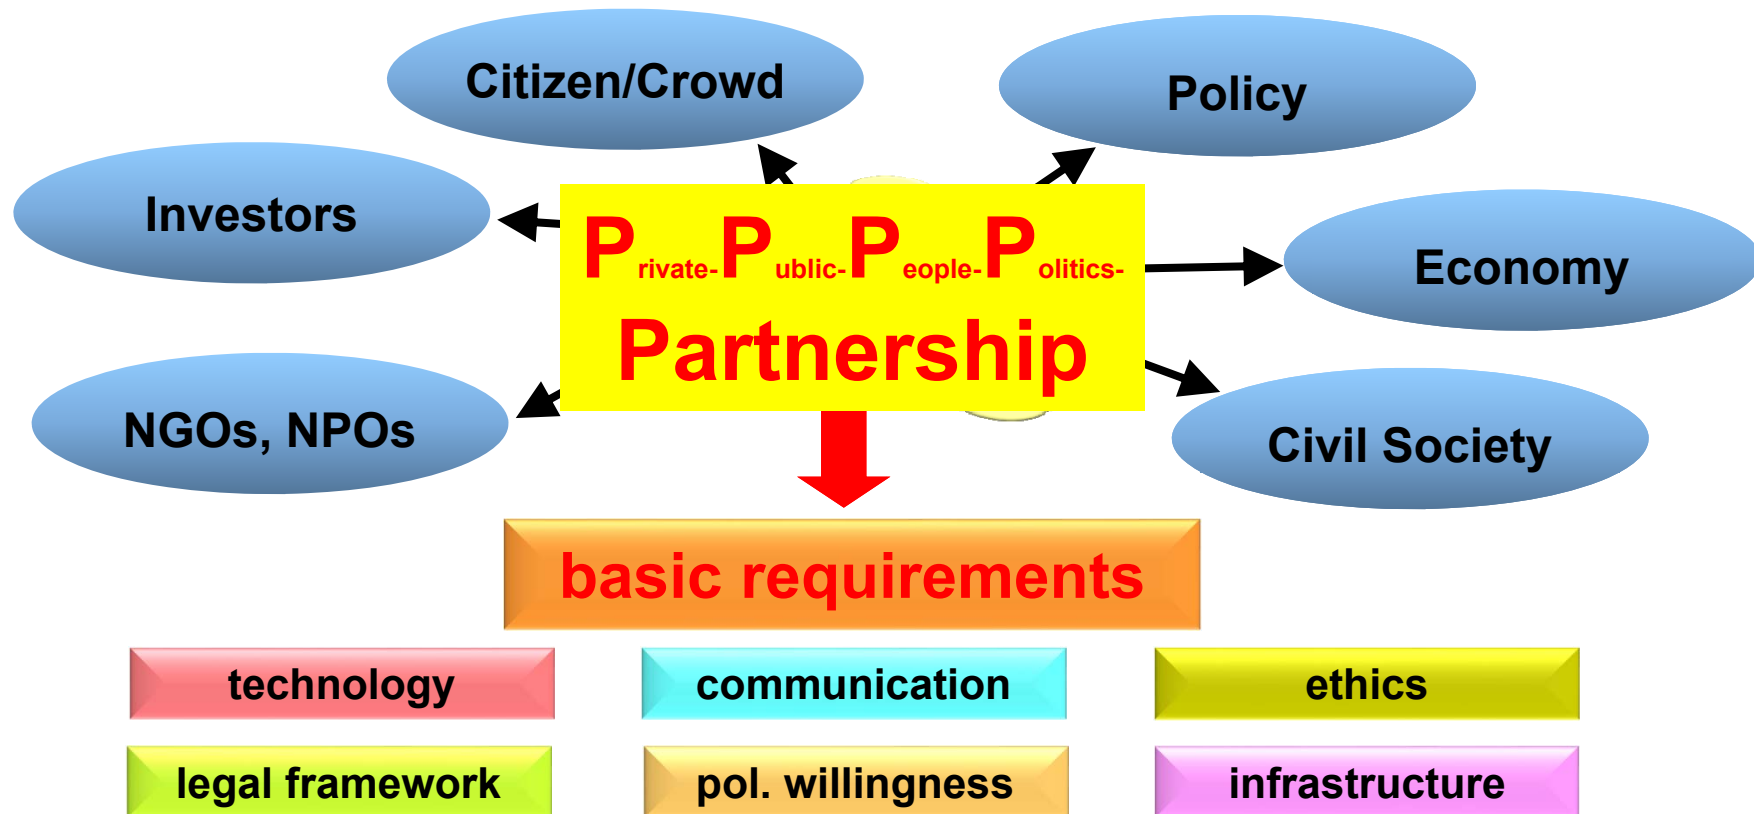 Citizen/Crowd
Policy
Investors
Private-Public-People-Politics-
Partnership
Economy
NGOs, NPOs
Civil Society
basic requirements
technology
communication
ethics
legal framework
pol. willingness
infrastructure